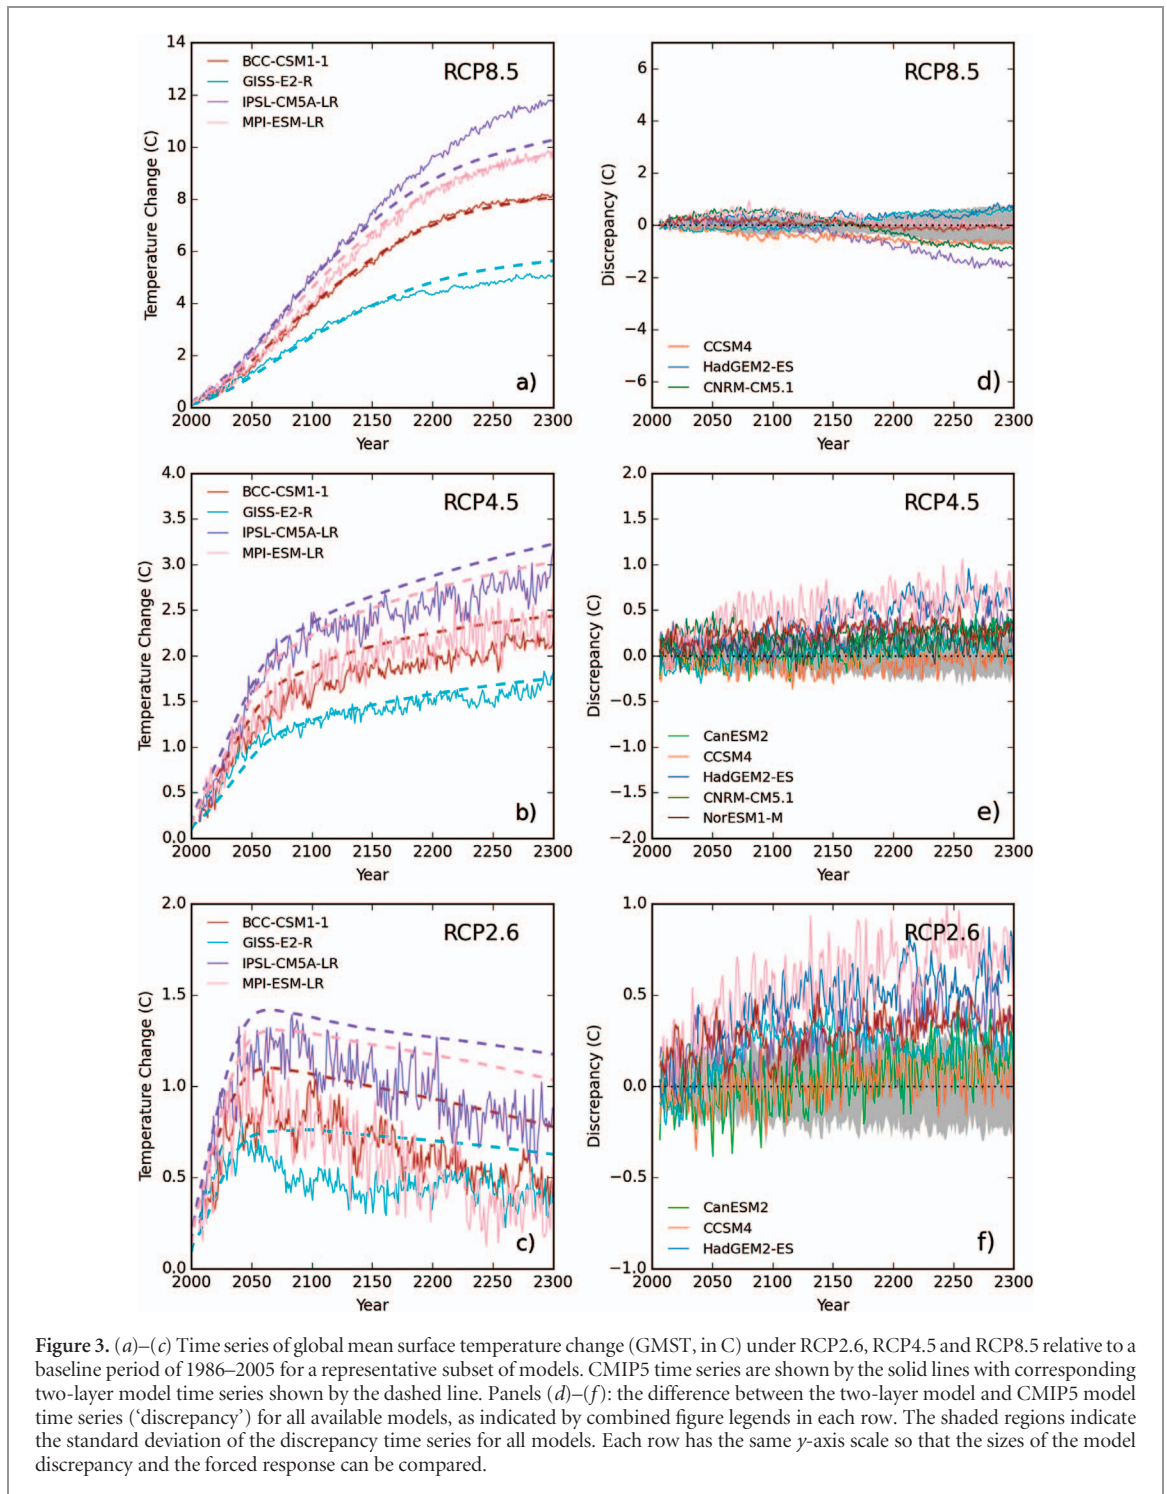 14
12
10
8
6
4
2
0
Temperature Change (C)
BCC-CSM1-1
GISS-E2-R
IPSL-CM5A-LR
MPI-ESM-LR
RCP8.5
a)
2000 2050 2100 2150 2200 2250 2300
Year
6
4
2
0
−2
−4
−6
Discrepancy (C)
RCP8.5
CCSM4
HadGEM2-ES
CNRM-CM5.1
d)
2000 2050 2100 2150 2200 2250 2300
Year
4.0
3.5
3.0
2.5
2.0
1.5
1.0
0.5
0.0
Temperature Change (C)
BCC-CSM1-1
GISS-E2-R
IPSL-CM5A-LR
MPI-ESM-LR
RCP4.5
b)
2000 2050 2100 2150 2200 2250 2300
Year
2.0
1.5
1.0
0.5
0.0
−0.5
−1.0
−1.5
−2.0
Discrepancy (C)
RCP4.5
CanESM2
CCSM4
HadGEM2-ES
CNRM-CM5.1
NorESM1-M
e)
2000 2050 2100 2150 2200 2250 2300
Year
2.0
1.5
1.0
0.5
0.0
Temperature Change (C)
BCC-CSM1-1
GISS-E2-R
IPSL-CM5A-LR
MPI-ESM-LR
RCP2.6
c)
2000 2050 2100 2150 2200 2250 2300
Year
1.0
0.5
0.0
−0.5
−1.0
Discrepancy (C)
RCP2.6
CanESM2
CCSM4
HadGEM2-ES
f)
2000 2050 2100 2150 2200 2250 2300
Year
Figure 3. (a)–(c) Time series of global mean surface temperature change (GMST, in C) under RCP2.6, RCP4.5 and RCP8.5 relative to a
baseline period of 1986–2005 for a representative subset of models. CMIP5 time series are shown by the solid lines with corresponding
two-layer model time series shown by the dashed line. Panels (d)–(f): the difference between the two-layer model and CMIP5 model
time series (‘discrepancy’) for all available models, as indicated by combined figure legends in each row. The shaded regions indicate
the standard deviation of the discrepancy time series for all models. Each row has the same y-axis scale so that the sizes of the model
discrepancy and the forced response can be compared.